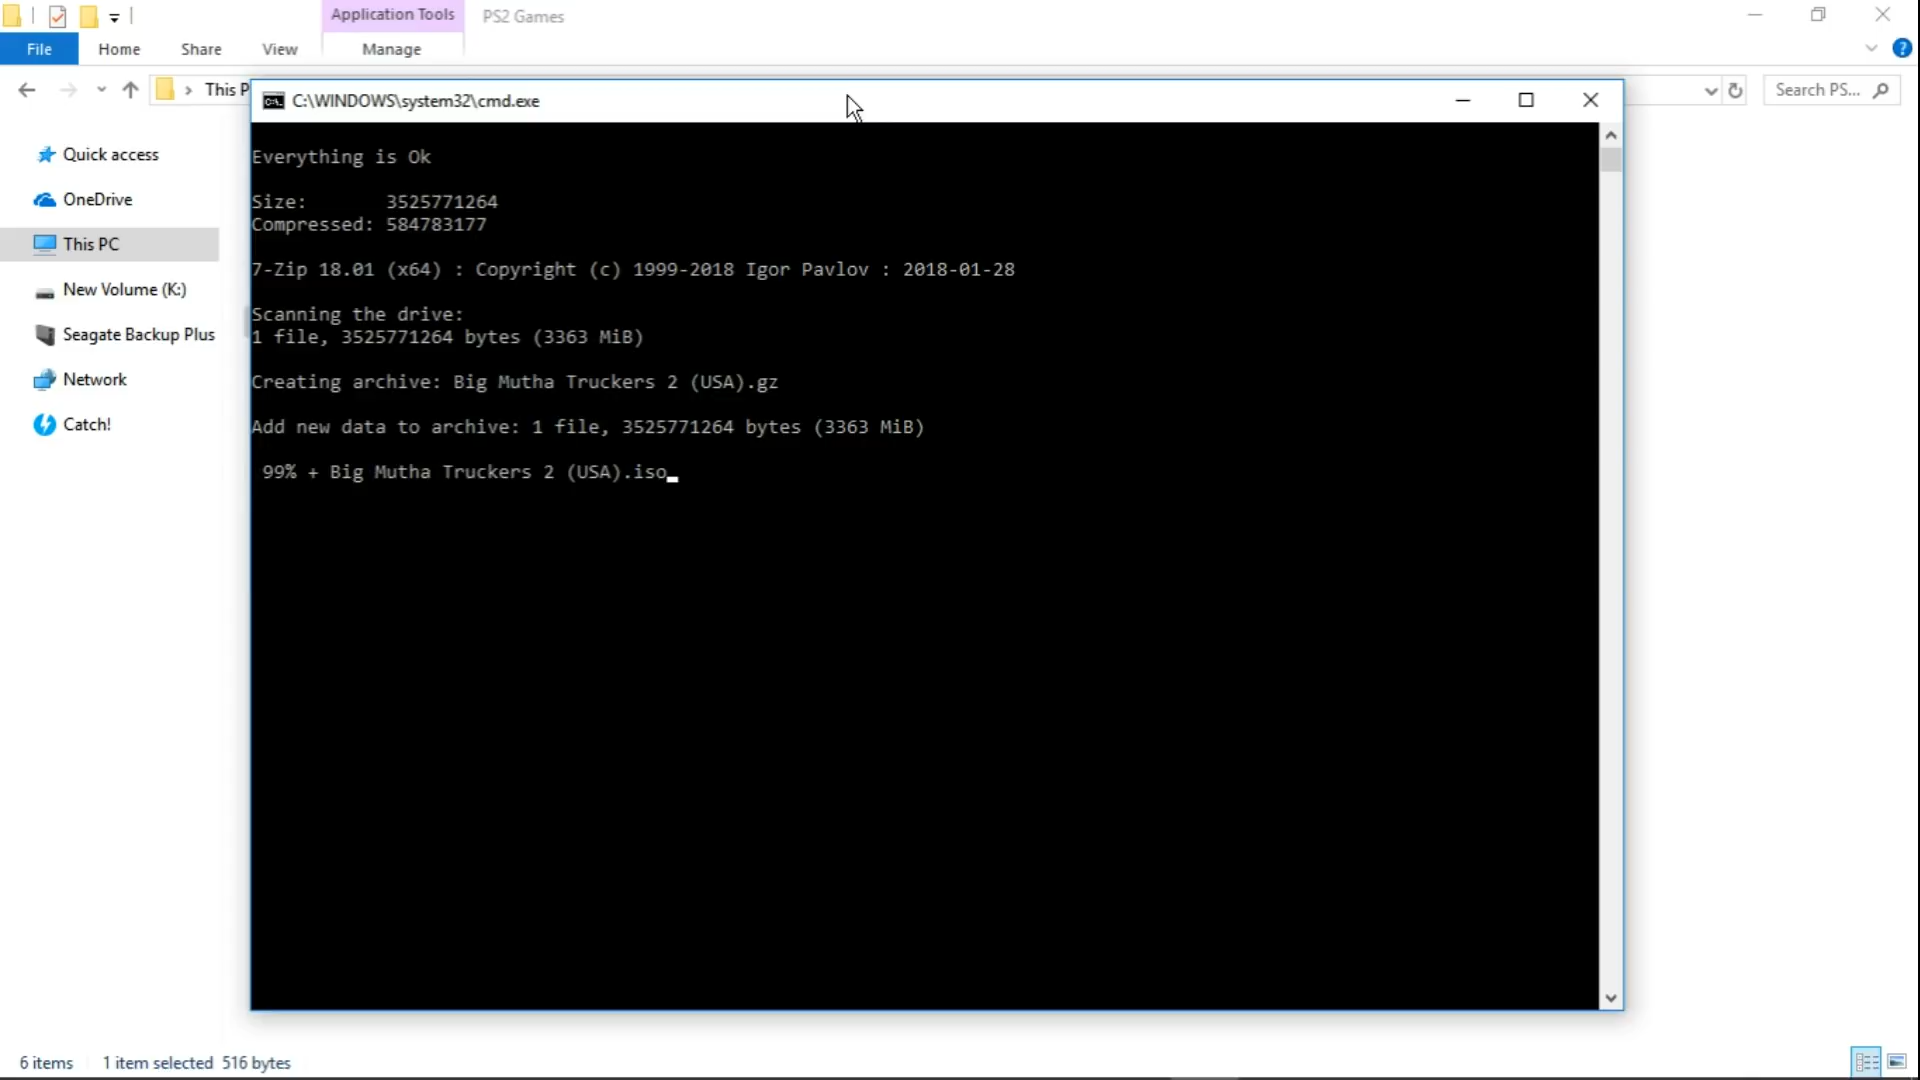 Application Tools
PS2 Games
File
Home
Share
View
Manage
This P
Search PS...
C:\WINDOWS\system32\cmd.exe
Quick access
OneDrive
This PC
New Volume (K:)
Seagate Backup Plus
Network
Catch!
Everything is Ok
Size: 3525771264
Compressed: 584783177
7-Zip 18.01 (x64) : Copyright (c) 1999-2018 Igor Pavlov : 2018-01-28
Scanning the drive:
1 file, 3525771264 bytes (3363 MiB)
Creating archive: Big Mutha Truckers 2 (USA).gz
Add new data to archive: 1 file, 3525771264 bytes (3363 MiB)
99% + Big Mutha Truckers 2 (USA).iso
6 items
1 item selected 516 bytes